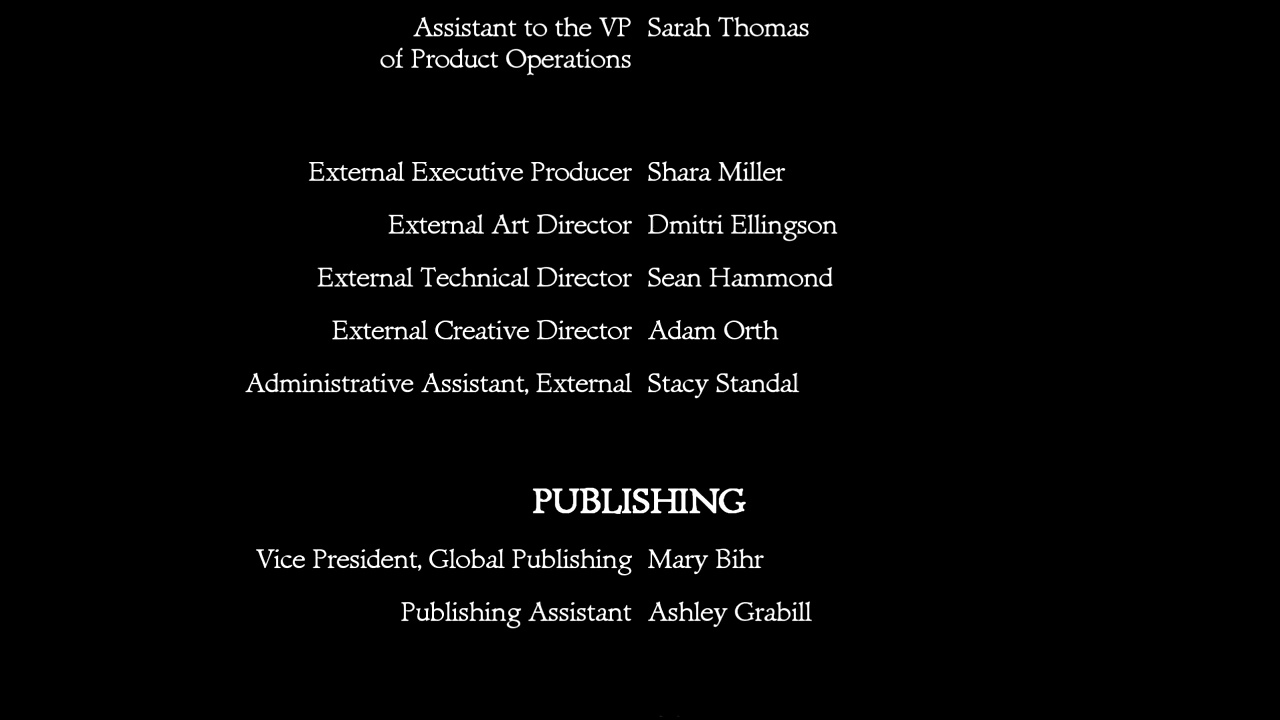 Assistant to the VP Sarah Thomas
of Product Operations
External Executive Producer Shara Miller
External Art Director Dmitri Ellingson
External Technical Director Sean Hammond
External Creative Director Adam Orth
Administrative Assistant, External Stacy Standal
PUBLISHING
Vice President, Global Publishing Mary Bihr
Publishing Assistant Ashley Grabill